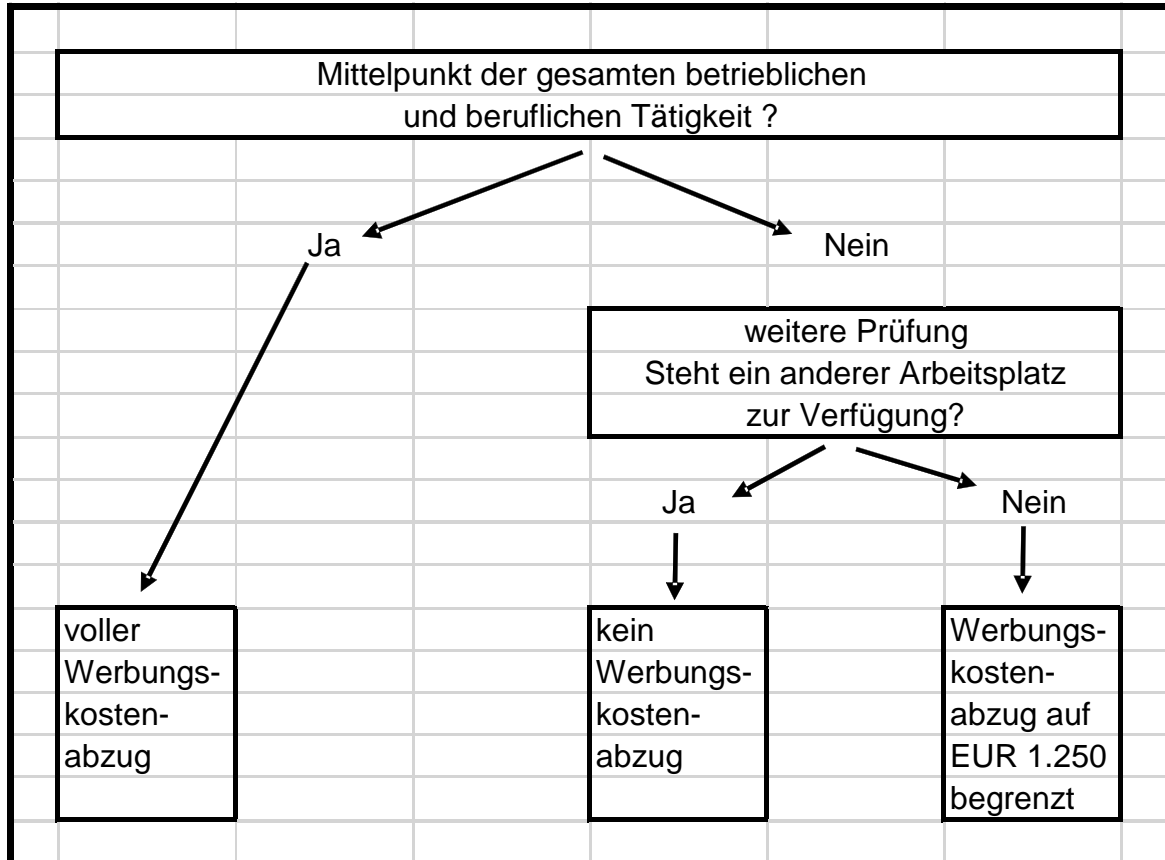 Mittelpunkt der gesamten betrieblichen
und beruflichen Tätigkeit ?
Ja
Nein
weitere Prüfung
Steht ein anderer Arbeitsplatz
zur Verfügung?
Ja
Nein
voller
Werbungs-
kosten-
abzug
kein
Werbungs-
kosten-
abzug
Werbungs-
kosten-
abzug auf
EUR 1.250
begrenzt